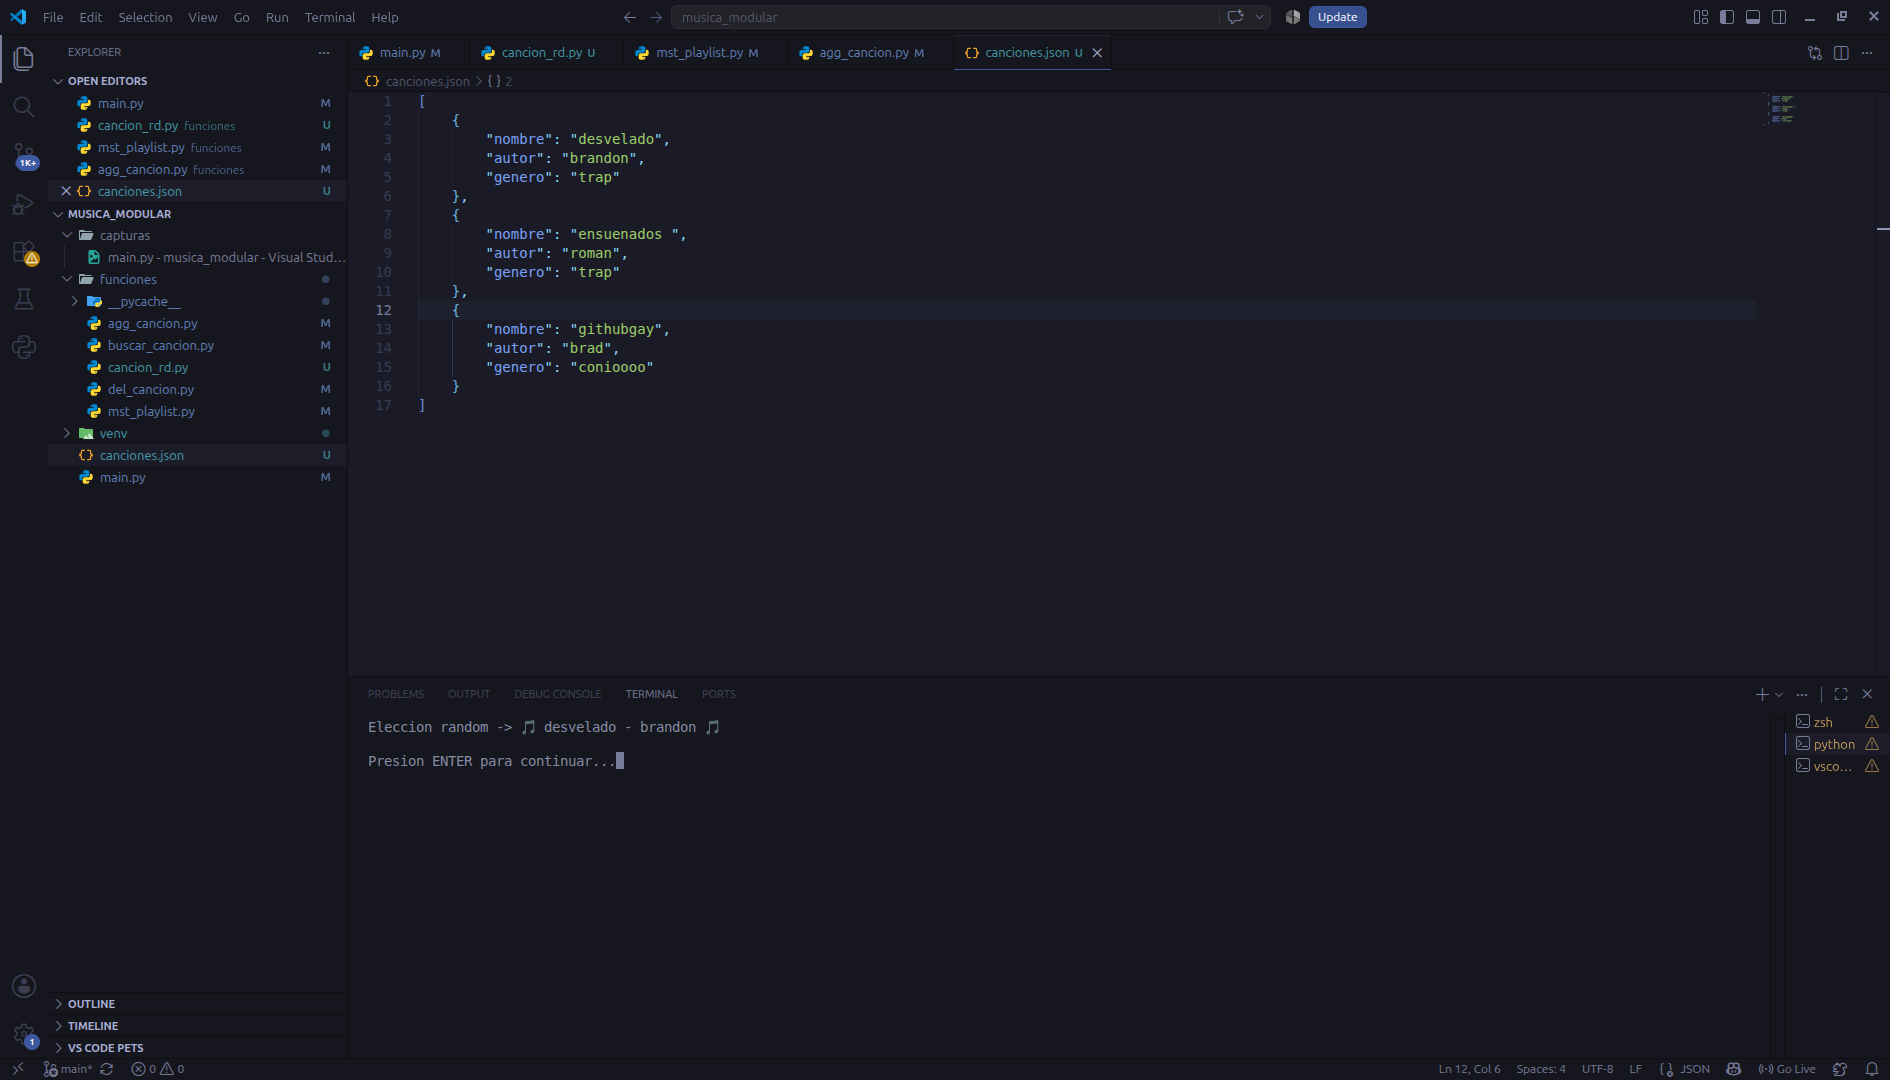 File Edit Selection View Go Run Terminal Help
musica_modular
Update
EXPLORER
OPEN EDITORS
main.py M
cancion_rd.py funciones U
mst_playlist.py funciones M
agg_cancion.py funciones M
canciones.json U
MUSICA_MODULAR
capturas
main.py - musica_modular - Visual Stud...
funciones
__pycache__
agg_cancion.py M
buscar_cancion.py M
cancion_rd.py U
del_cancion.py M
mst_playlist.py M
venv
canciones.json U
main.py M
OUTLINE
TIMELINE
VS CODE PETS
1K+
1
main.py M cancion_rd.py U mst_playlist.py M agg_cancion.py M canciones.json U
canciones.json > { } 2
1 [
2 {
3 "nombre": "desvelado",
4 "autor": "brandon",
5 "genero": "trap"
6 },
7 {
8 "nombre": "ensuenados ",
9 "autor": "roman",
10 "genero": "trap"
11 },
12 {
13 "nombre": "githubgay",
14 "autor": "brad",
15 "genero": "conioooo"
16 }
17 ]
PROBLEMS OUTPUT DEBUG CONSOLE TERMINAL PORTS
Eleccion random -> 🎵 desvelado - brandon 🎵
Presion ENTER para continuar...
zsh
python
vsco...
main* 0 0
Ln 12, Col 6 Spaces: 4 UTF-8 LF { } JSON Go Live